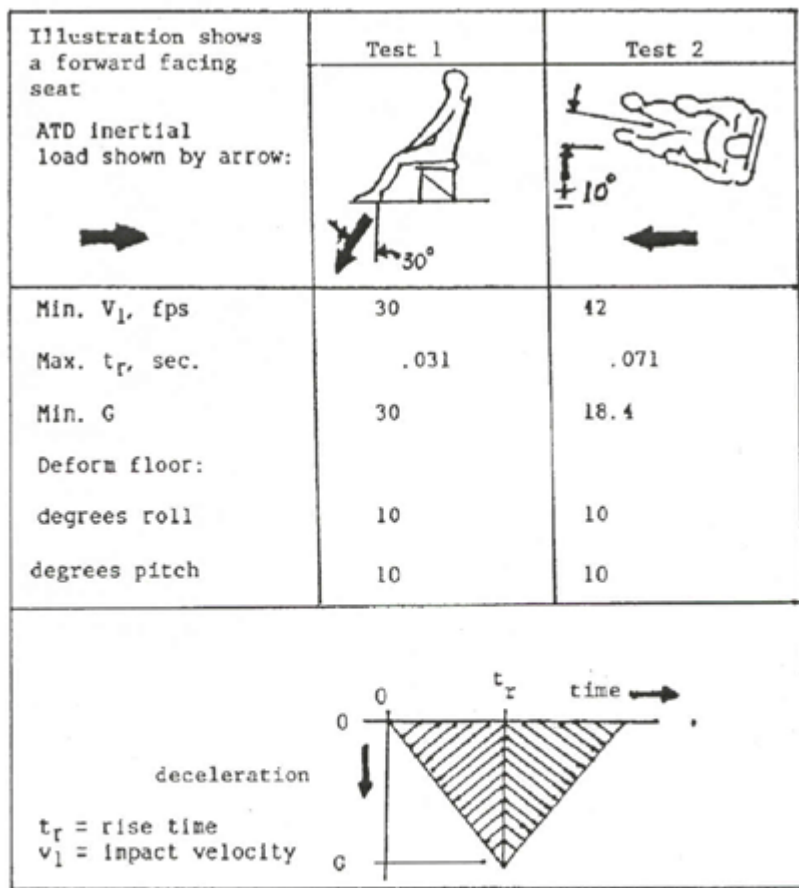 Illustration shows
a forward facing
seat
ATD inertial
load shown by arrow:
Test 1
Test 2
30°
± 10°
Min. V1, fps 30 42
Max. tr, sec. .031 .071
Min. G 30 18.4
Deform floor:
degrees roll 10 10
degrees pitch 10 10
0 tr time
0
deceleration
tr = rise time
v1 = impact velocity
G